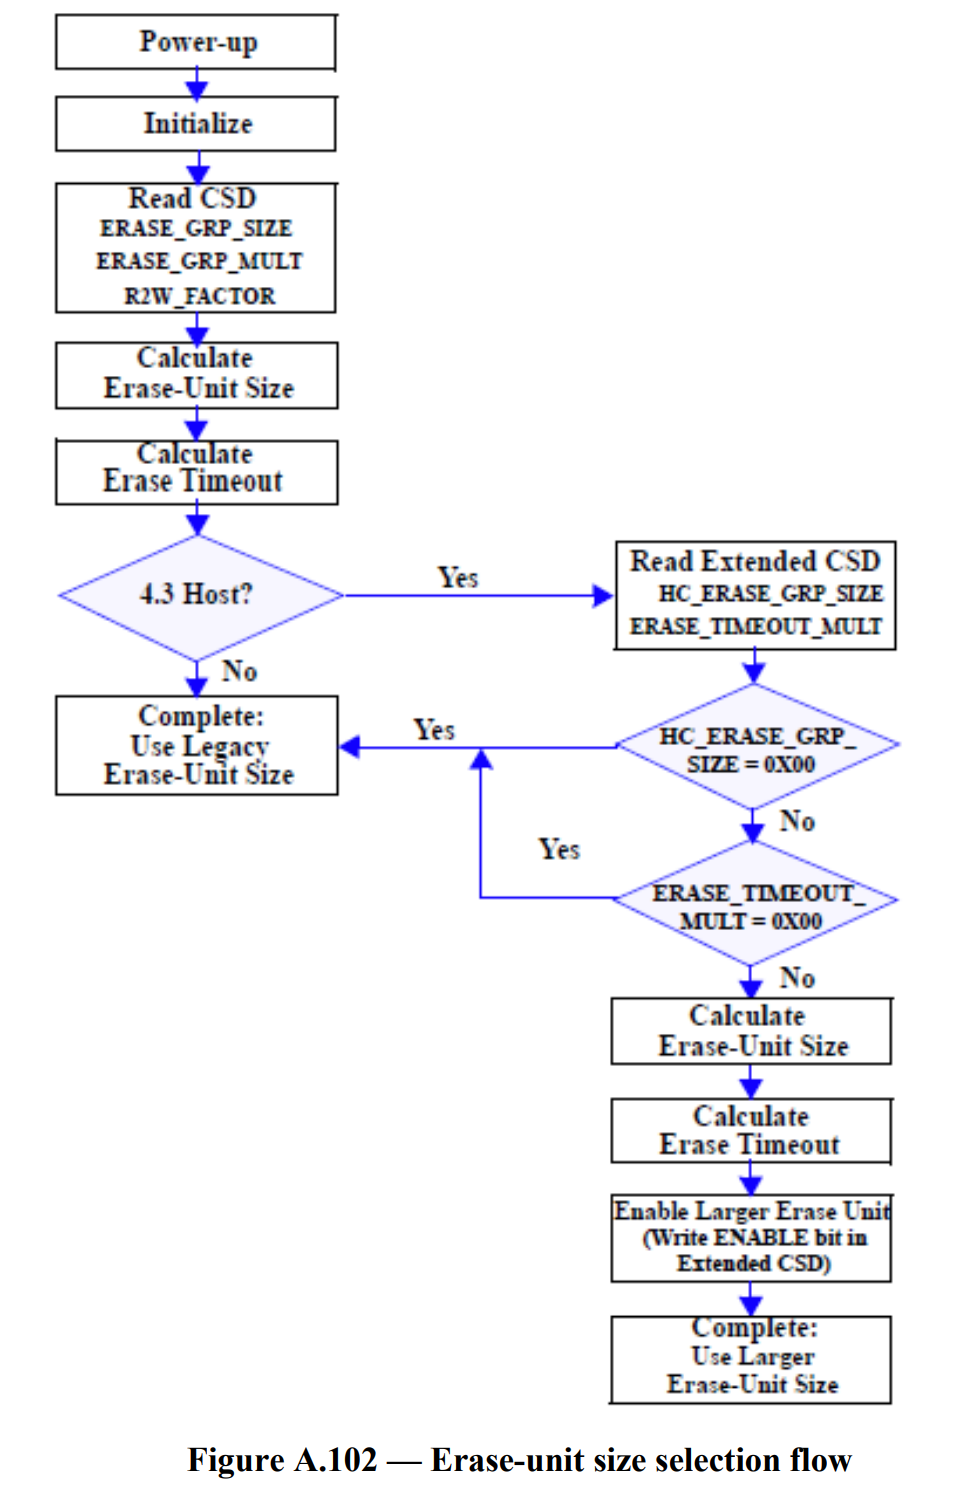 Power-up
Initialize
Read CSD
ERASE_GRP_SIZE
ERASE_GRP_MULT
R2W_FACTOR
Calculate
Erase-Unit Size
Calculate
Erase Timeout
4.3 Host?
Yes
Read Extended CSD
HC_ERASE_GRP_SIZE
ERASE_TIMEOUT_MULT
No
Complete:
Use Legacy
Erase-Unit Size
Yes
HC_ERASE_GRP_
SIZE = 0X00
No
Yes
ERASE_TIMEOUT_
MULT = 0X00
No
Calculate
Erase-Unit Size
Calculate
Erase Timeout
Enable Larger Erase Unit
(Write ENABLE bit in
Extended CSD)
Complete:
Use Larger
Erase-Unit Size
Figure A.102 — Erase-unit size selection flow